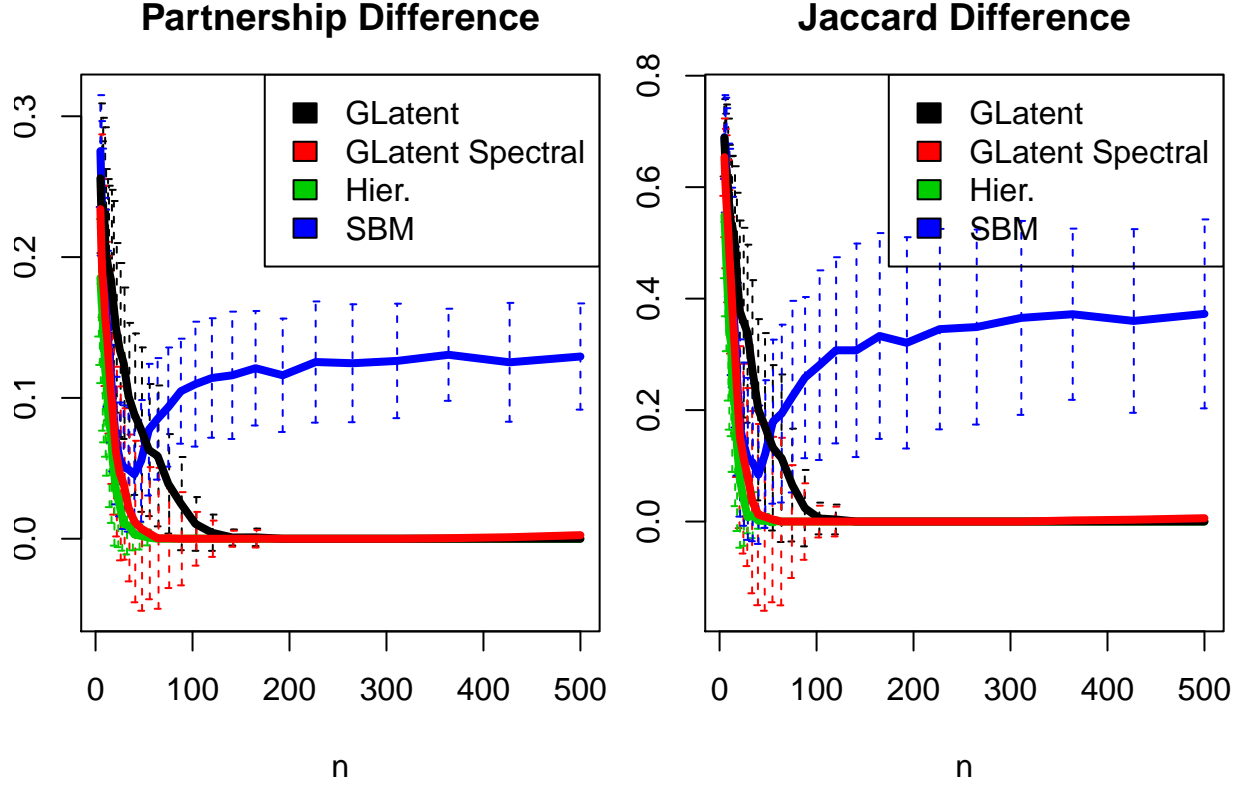 Partnership Difference
GLatent
GLatent Spectral
Hier.
SBM
0.3
0.2
0.1
0.0
0 100 200 300 400 500
n
Jaccard Difference
GLatent
GLatent Spectral
Hier.
SBM
0.8
0.6
0.4
0.2
0.0
0 100 200 300 400 500
n